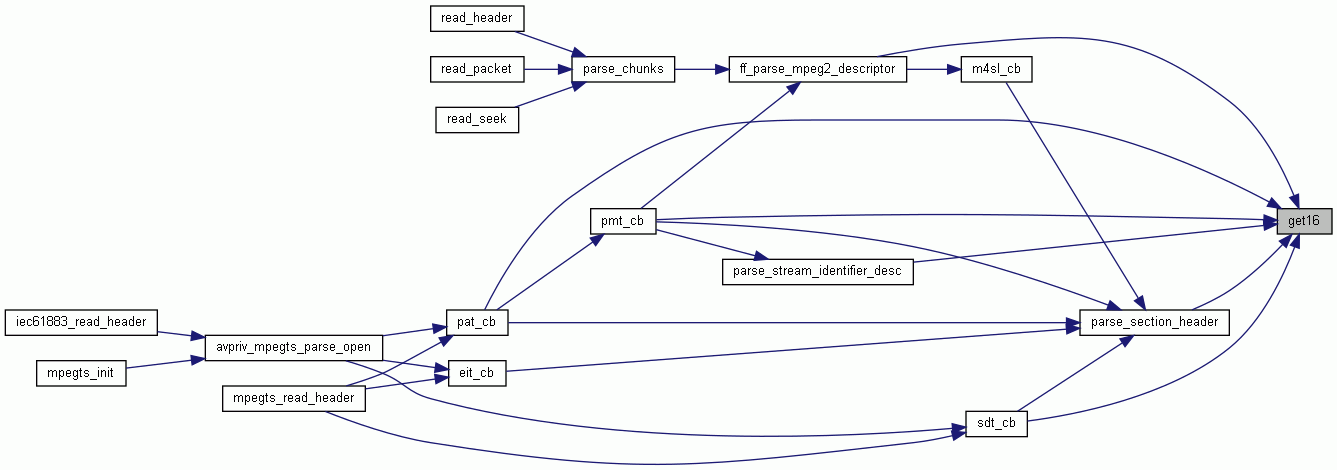 read_header
read_packet
parse_chunks
ff_parse_mpeg2_descriptor
m4sl_cb
read_seek
pmt_cb
get16
parse_stream_identifier_desc
iec61883_read_header
pat_cb
parse_section_header
avpriv_mpegts_parse_open
mpegts_init
eit_cb
mpegts_read_header
sdt_cb